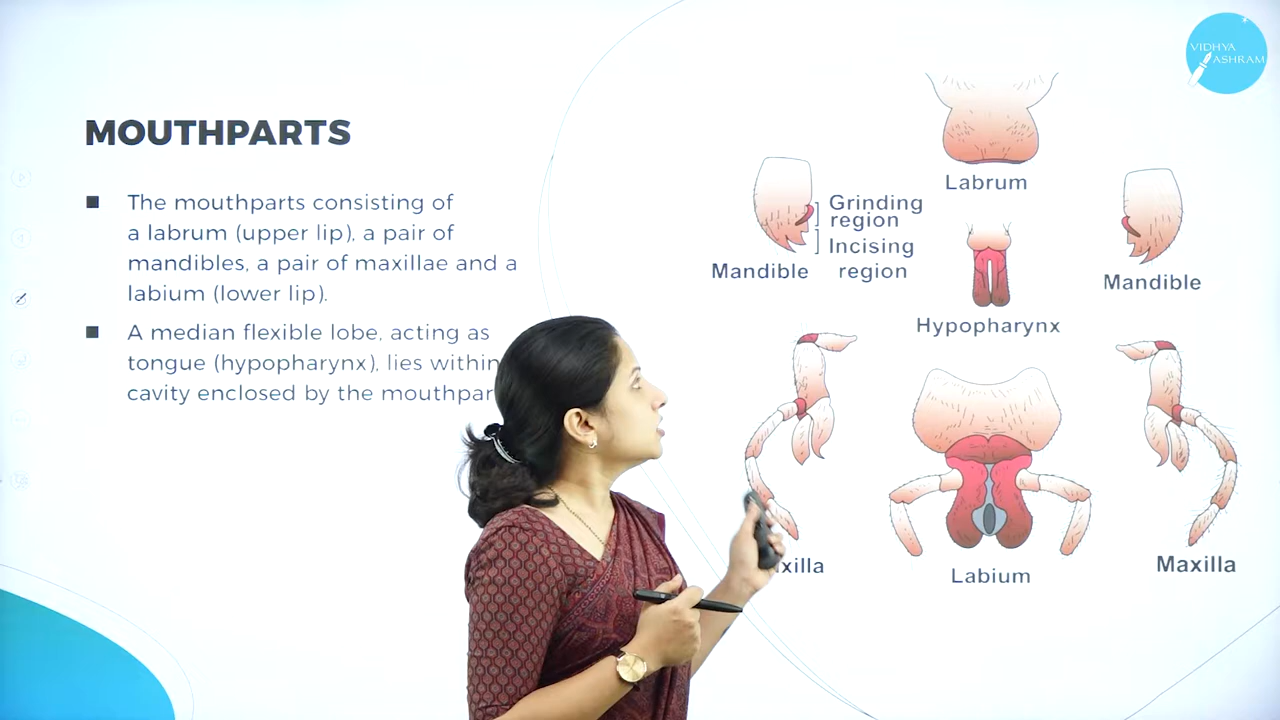 VIDHYA
ASHRAM
MOUTHPARTS
The mouthparts consisting of
a labrum (upper lip), a pair of
mandibles, a pair of maxillae and a
labium (lower lip).
A median flexible lobe, acting as
tongue (hypopharynx), lies within
cavity enclosed by the
Labrum
Grinding
region
Incising
region
Mandible
Mandible
Hypopharynx
Labium
Maxilla